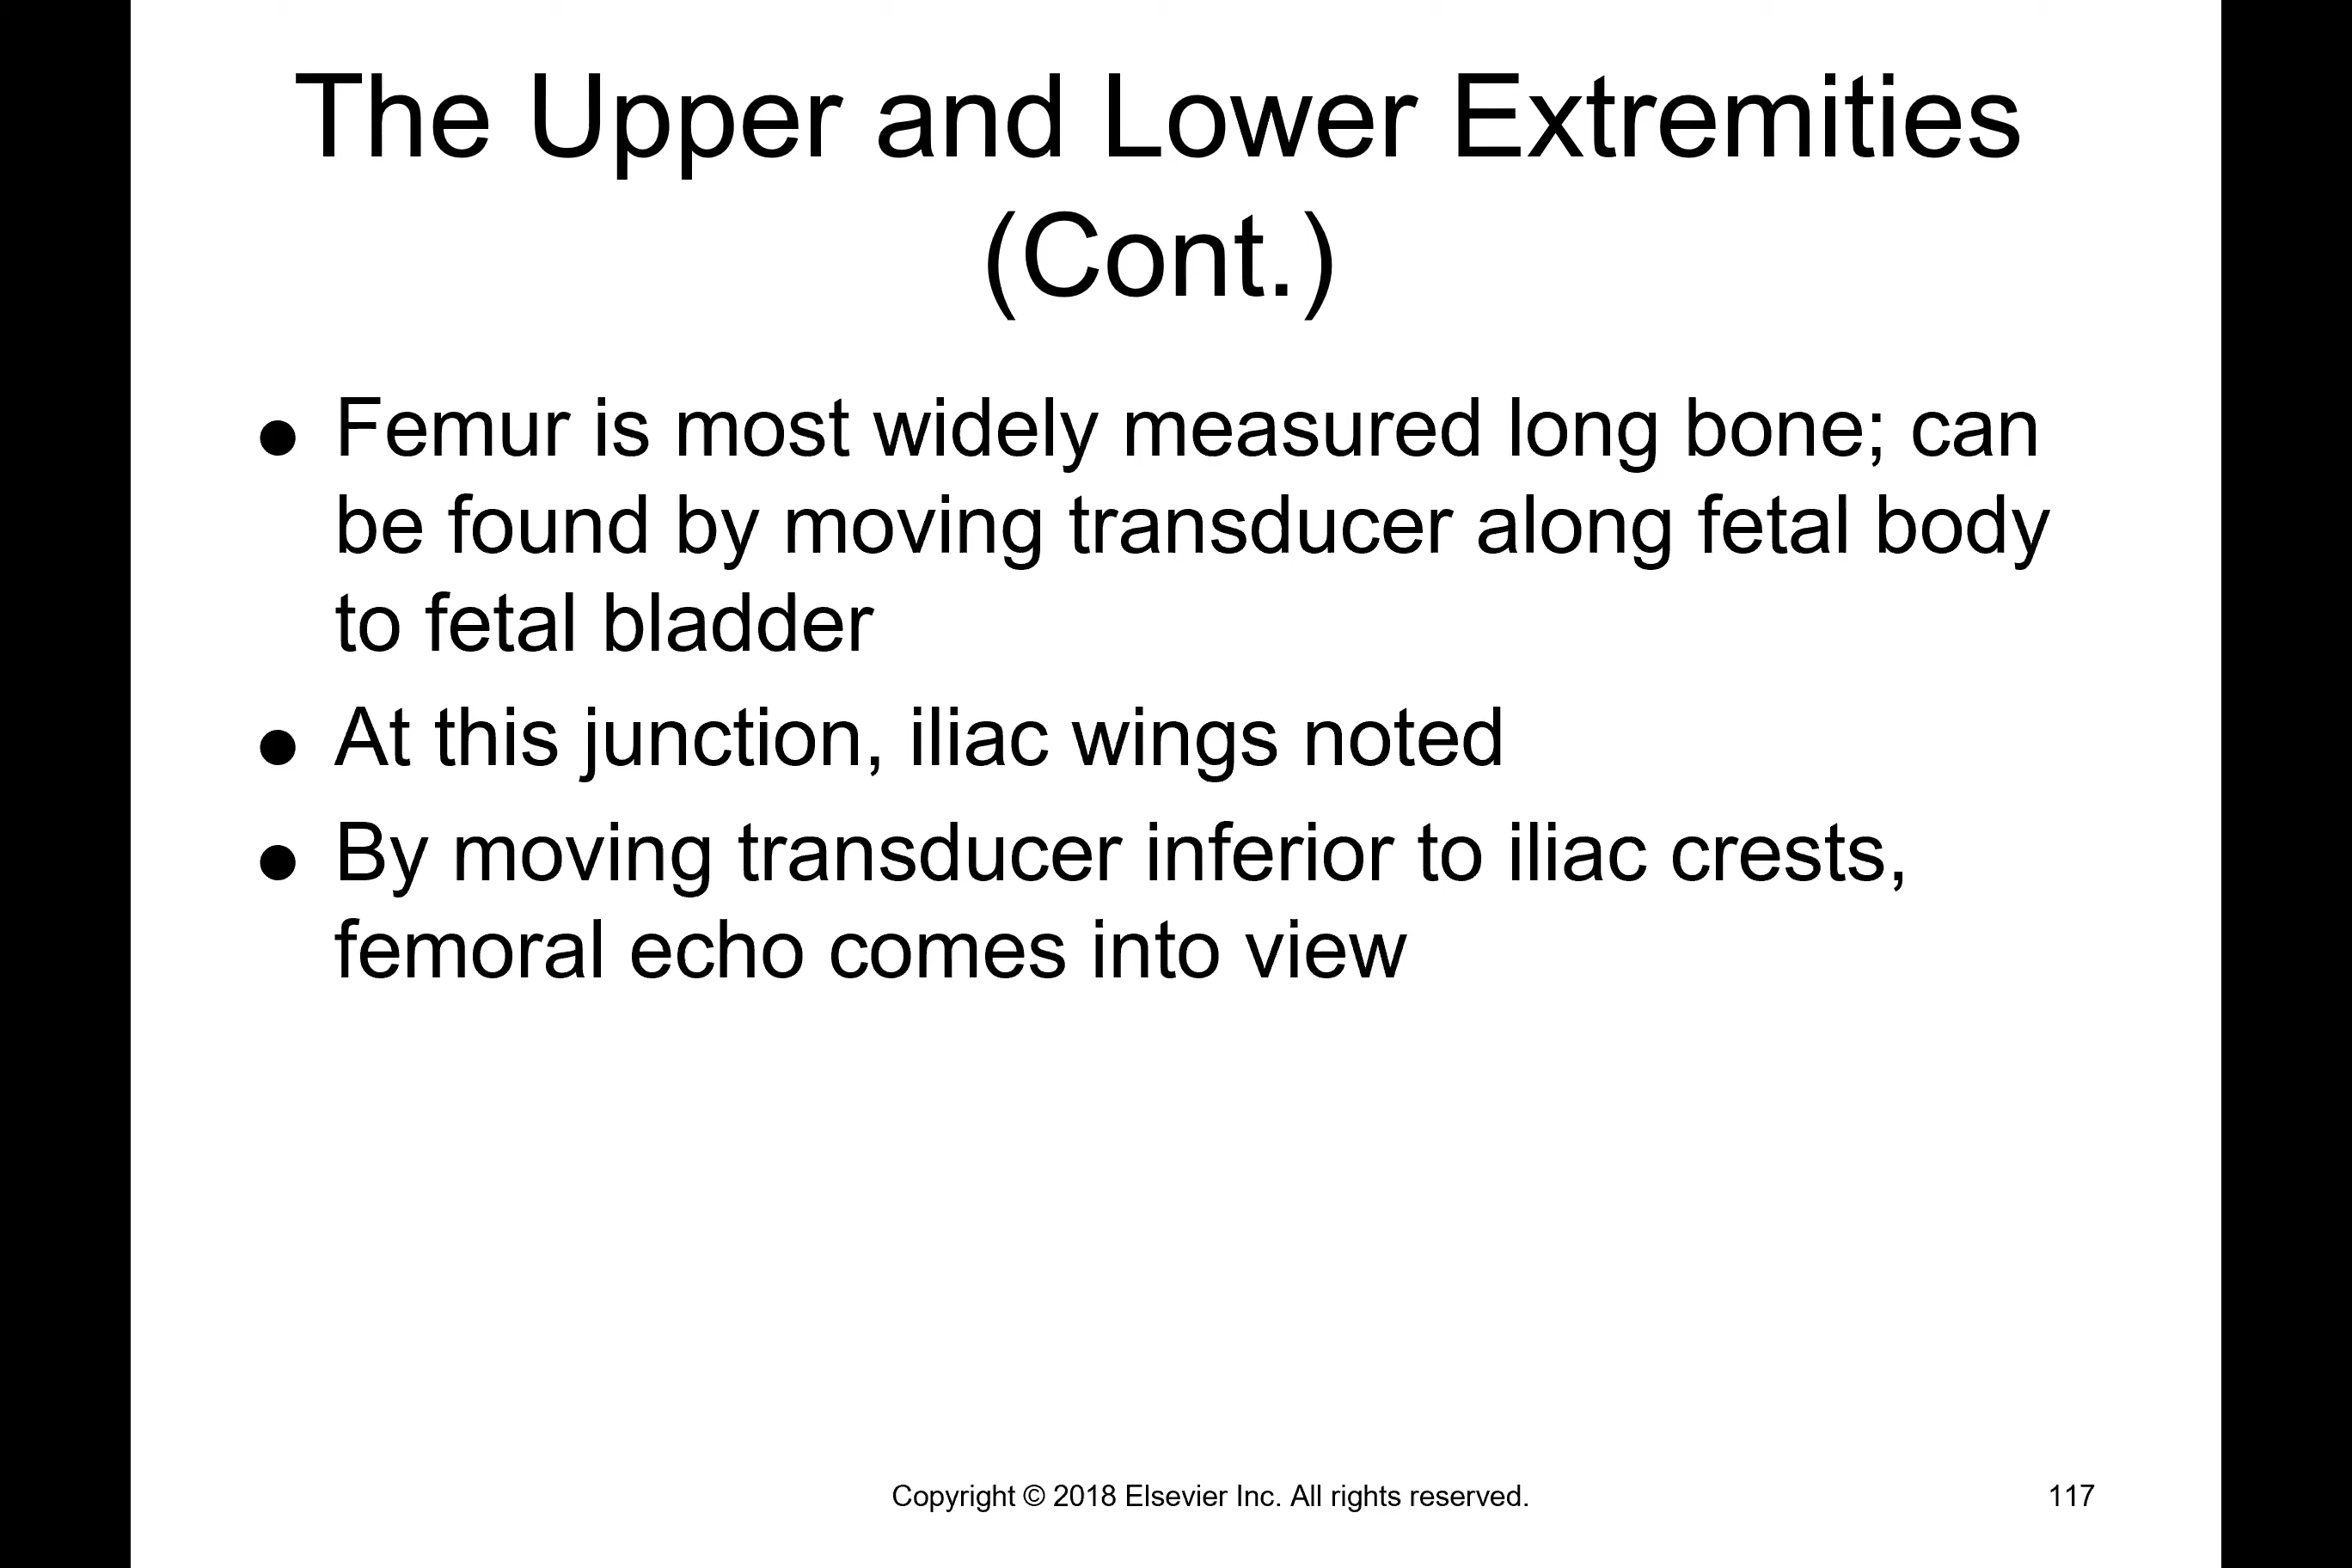 The Upper and Lower Extremities
(Cont.)
● Femur is most widely measured long bone; can
be found by moving transducer along fetal body
to fetal bladder
● At this junction, iliac wings noted
● By moving transducer inferior to iliac crests,
femoral echo comes into view
Copyright © 2018 Elsevier Inc. All rights reserved.
117